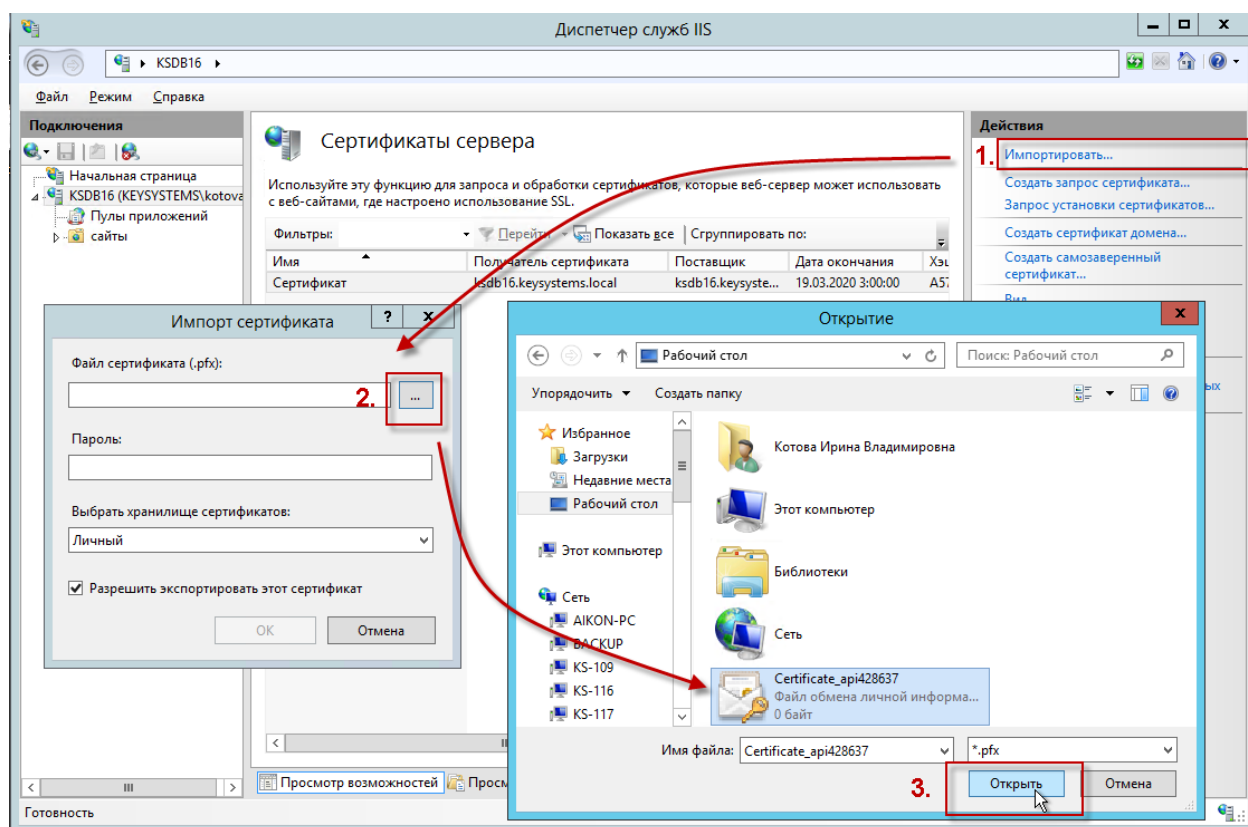 Диспетчер служб IIS
KSDB16
Файл Режим Справка
Подключения
Начальная страница
KSDB16 (KEYSYSTEMS\kotova
Пулы приложений
сайты
Сертификаты сервера
Используйте эту функцию для запроса и обработки сертификатов, которые веб-сервер может использовать
с веб-сайтами, где настроено использование SSL.
Фильтры: Перейти Показать все Сгруппировать по:
Имя Получатель сертификата Поставщик Дата окончания Хэш
Сертификат ksdb16.keysystems.local ksdb16.keysyste... 19.03.2020 3:00:00 A57
Действия
1. Импортировать...
Создать запрос сертификата...
Запрос установки сертификатов...
Создать сертификат домена...
Создать самозаверенный
сертификат...
Вид
ых
Импорт сертификата ? x
Файл сертификата (.pfx):
2. ...
Пароль:
Выбрать хранилище сертификатов:
Личный
Разрешить экспортировать этот сертификат
OK Отмена
Открытие x
Рабочий стол Поиск: Рабочий стол
Упорядочить Создать папку
Избранное
Загрузки
Недавние места
Рабочий стол
Этот компьютер
Сеть
AIKON-PC
BACKUP
KS-109
KS-116
KS-117
Котова Ирина Владимировна
Этот компьютер
Библиотеки
Сеть
Certificate_api428637
Файл обмена личной информа...
0 байт
Имя файла: Certificate_api428637 *.pfx
3. Открыть Отмена
Просмотр возможностей Просм
Готовность